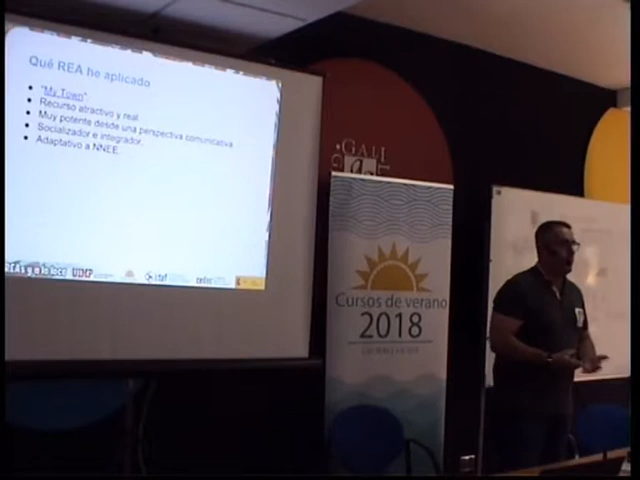 Qué REA he aplicado
• "My Town":
• Recurso atractivo y real
• Muy potente desde una perspectiva comunicativa
• Socializador e integrador.
• Adaptativo a NNEE.
Cursos de verano
2018